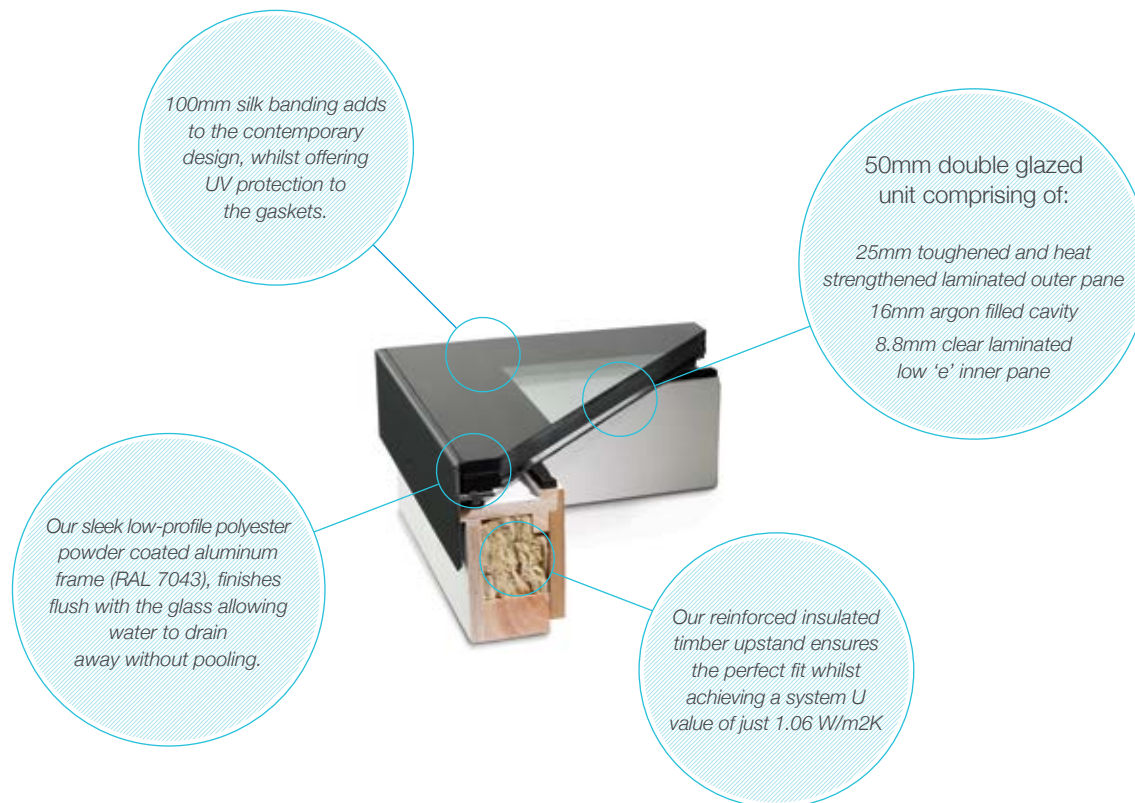 100mm silk banding adds
to the contemporary
design, whilst offering
UV protection to
the gaskets.
50mm double glazed
unit comprising of:
25mm toughened and heat
strengthened laminated outer pane
16mm argon filled cavity
8.8mm clear laminated
low ‘e’ inner pane
Our sleek low-profile polyester
powder coated aluminum
frame (RAL 7043), finishes
flush with the glass allowing
water to drain
away without pooling.
Our reinforced insulated
timber upstand ensures
the perfect fit whilst
achieving a system U
value of just 1.06 W/m2K